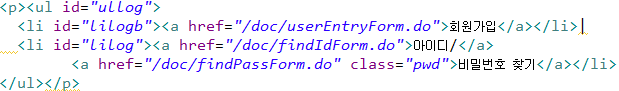 <p><ul id="ullog">
<li id="lilogb"><a href="/doc/userEntryForm.do">회원가입</a></li>
<li id="lilog"><a href="/doc/findIdForm.do">아이디/</a>
<a href="/doc/findPassForm.do" class="pwd">비밀번호 찾기</a></li>
</ul></p>